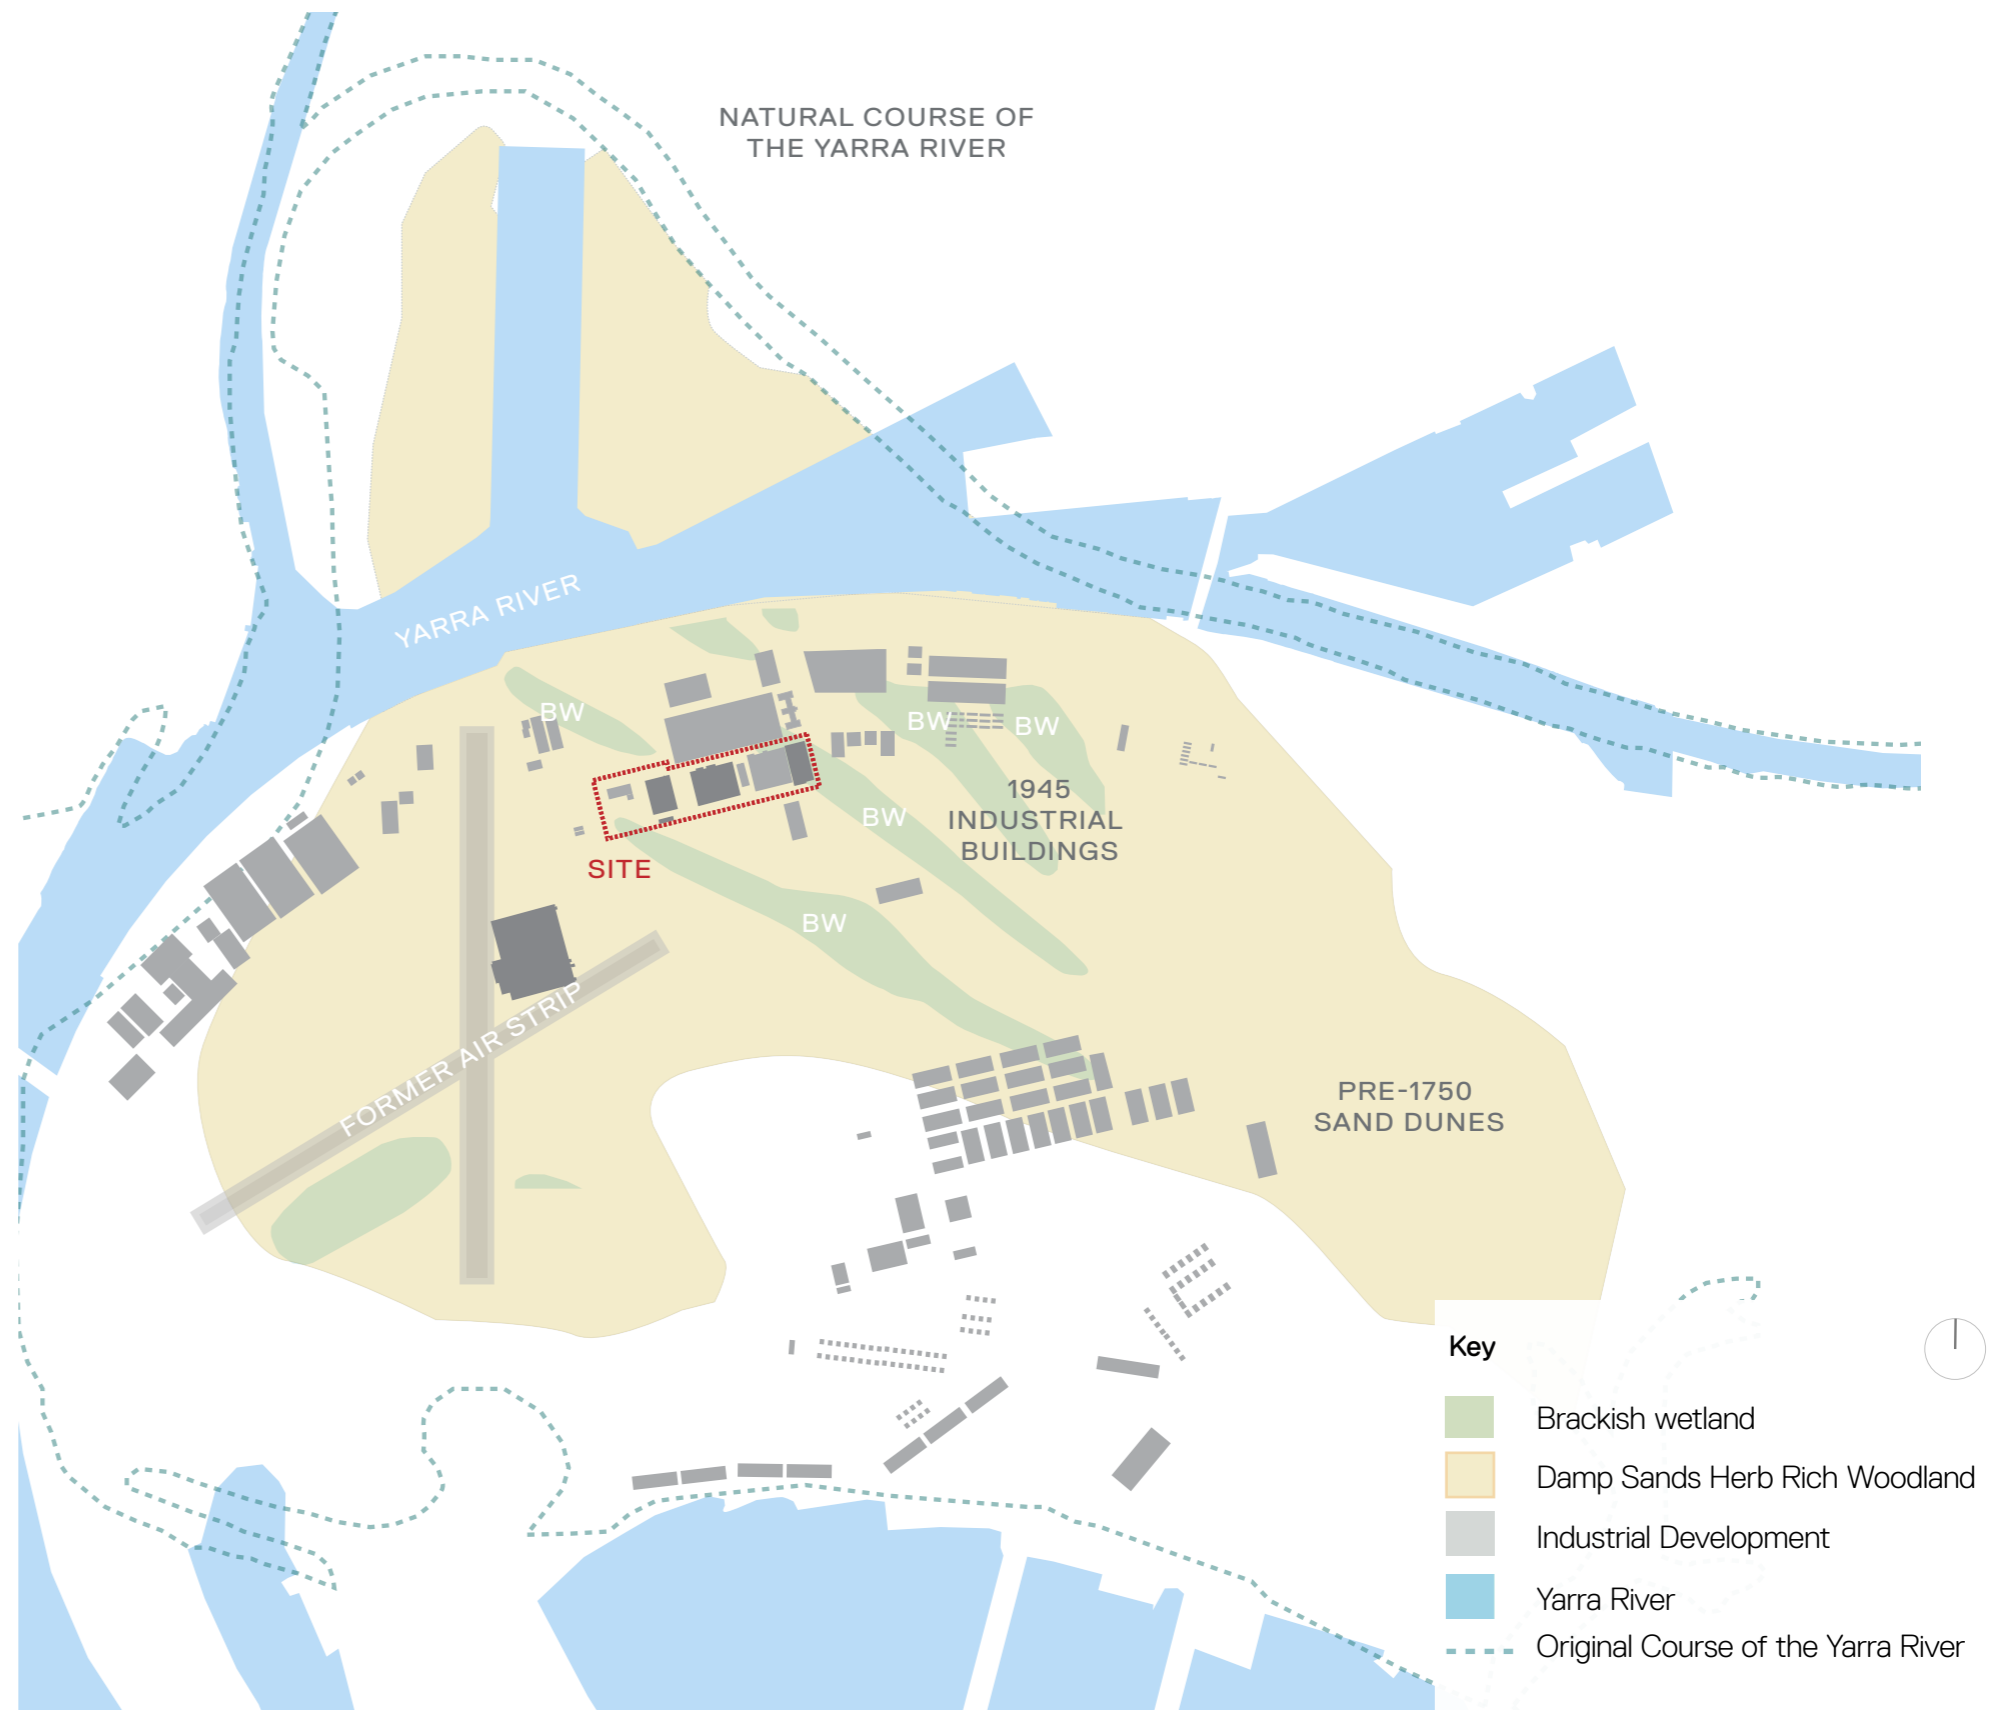 NATURAL COURSE OF
THE YARRA RIVER
YARRA RIVER
BW
BW
BW
1945
INDUSTRIAL
BUILDINGS
BW
SITE
BW
FORMER AIR STRIP
PRE-1750
SAND DUNES
Key
Brackish wetland
Damp Sands Herb Rich Woodland
Industrial Development
Yarra River
Original Course of the Yarra River